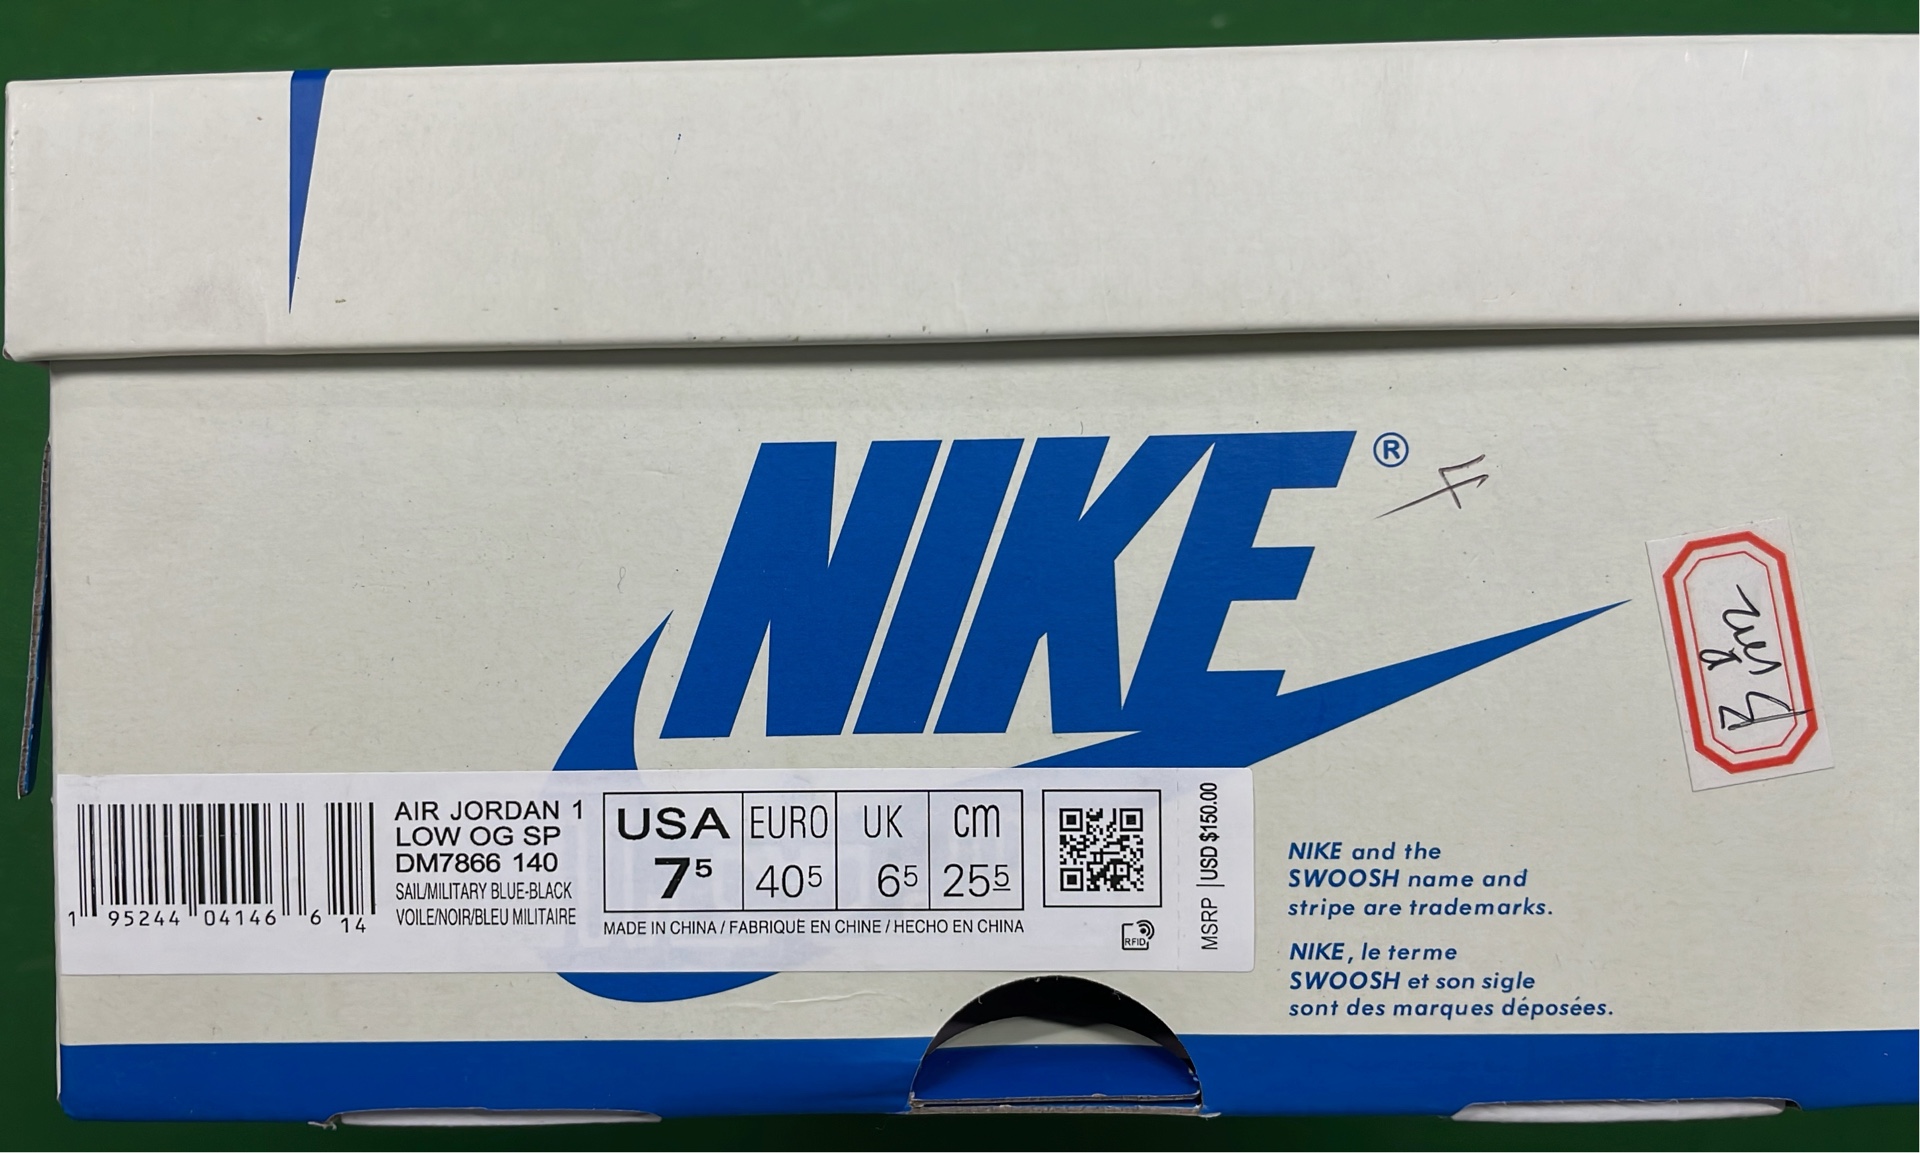 NIKE®
AIR JORDAN 1
LOW OG SP
DM7866 140
SAIL/MILITARY BLUE-BLACK
VOILE/NOIR/BLEU MILITAIRE
1 95244 04146 6 14
USA EURO UK cm
7⁵ 40⁵ 6⁵ 25⁵
MADE IN CHINA / FABRIQUÉ EN CHINE / HECHO EN CHINA
RFID
MSRP | USD $150.00
NIKE and the
SWOOSH name and
stripe are trademarks.
NIKE, le terme
SWOOSH et son sigle
sont des marques déposées.